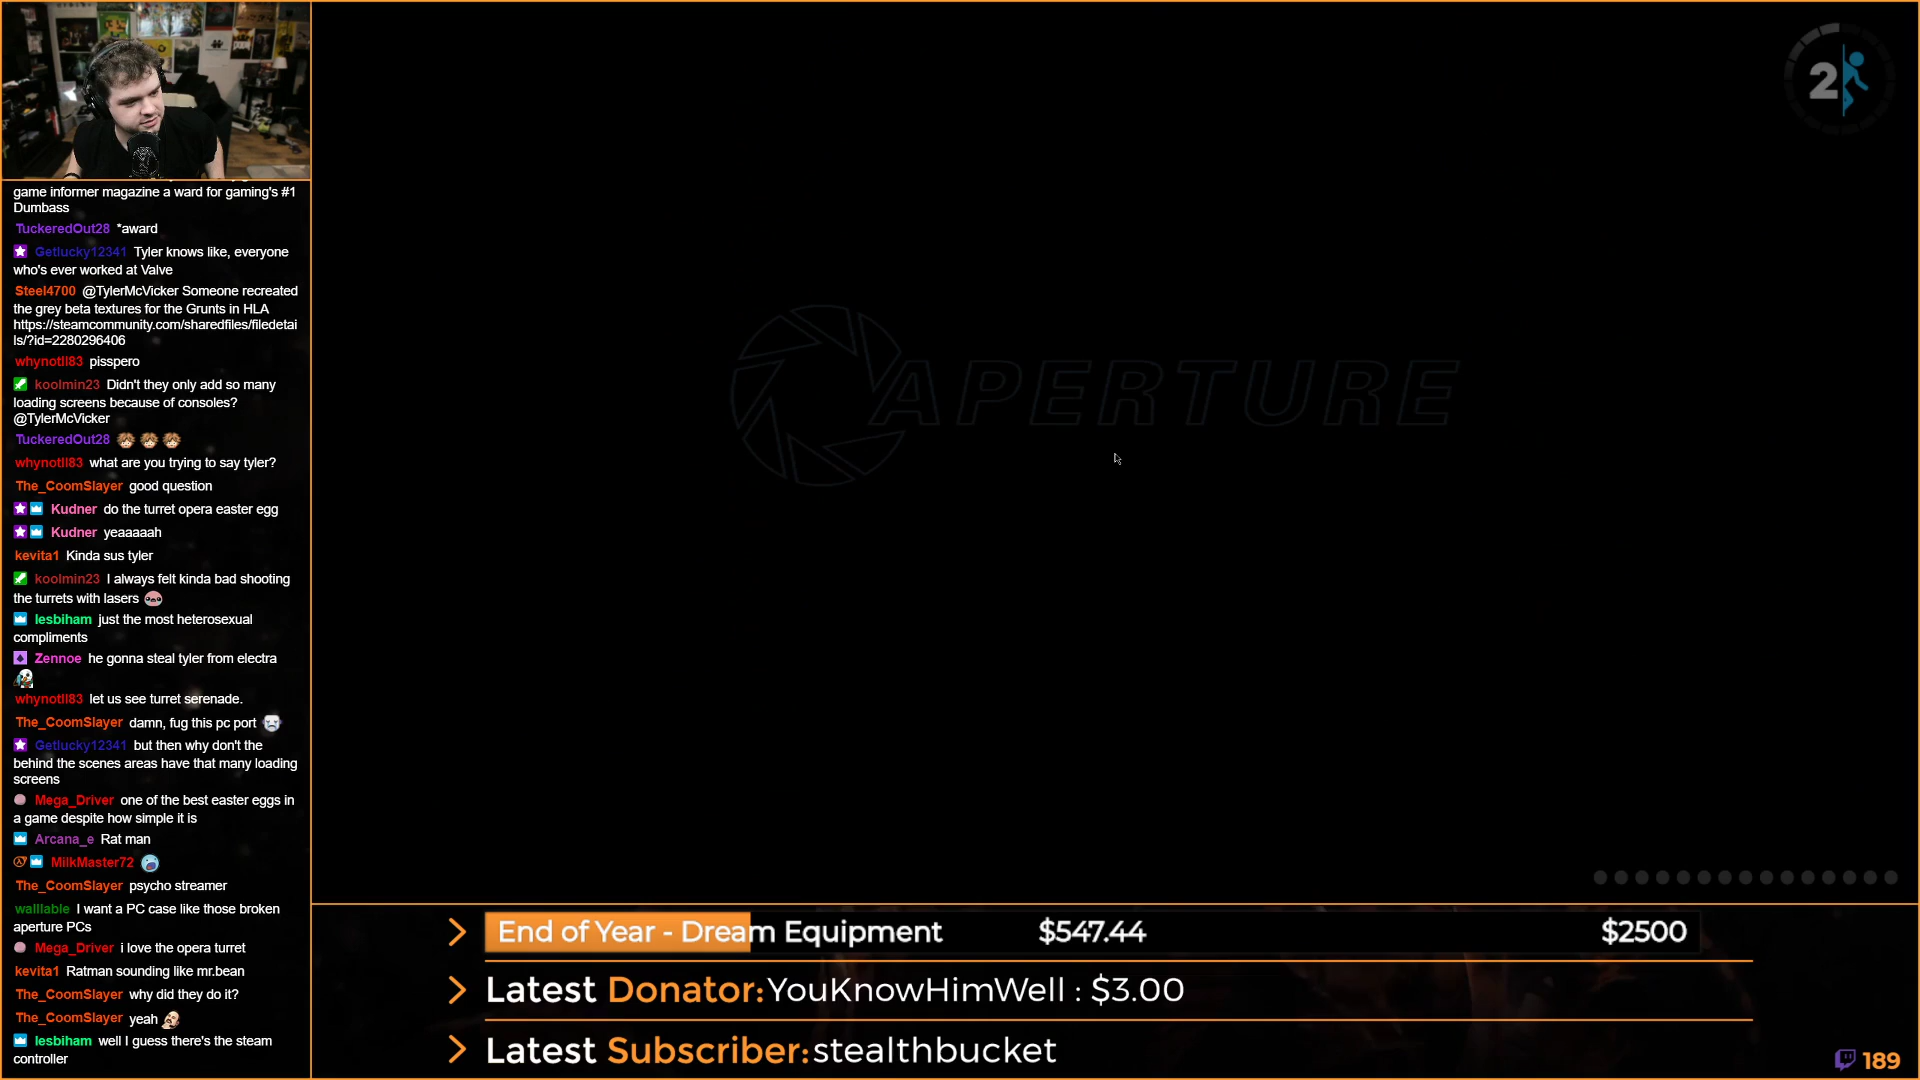 game informer magazine a ward for gaming's #1
Dumbass
TuckeredOut28 *award
Getlucky12341 Tyler knows like, everyone
who's ever worked at Valve
Steel4700 @TylerMcVicker Someone recreated
the grey beta textures for the Grunts in HLA
https://steamcommunity.com/sharedfiles/filedetai
ls/?id=2280296406
whynotll83 pisspero
koolmin23 Didn't they only add so many
loading screens because of consoles?
@TylerMcVicker
TuckeredOut28
whynotll83 what are you trying to say tyler?
The_CoomSlayer good question
Kudner do the turret opera easter egg
Kudner yeaaaaah
kevita1 Kinda sus tyler
koolmin23 I always felt kinda bad shooting
the turrets with lasers
lesbiham just the most heterosexual
compliments
Zennoe he gonna steal tyler from electra
whynotll83 let us see turret serenade.
The_CoomSlayer damn, fug this pc port
Getlucky12341 but then why don't the
behind the scenes areas have that many loading
screens
Mega_Driver one of the best easter eggs in
a game despite how simple it is
Arcana_e Rat man
MilkMaster72
The_CoomSlayer psycho streamer
walllable I want a PC case like those broken
aperture PCs
Mega_Driver i love the opera turret
kevita1 Ratman sounding like mr.bean
The_CoomSlayer why did they do it?
The_CoomSlayer yeah
lesbiham well I guess there's the steam
controller
2
APERTURE
End of Year - Dream Equipment $547.44 $2500
Latest Donator:YouKnowHimWell : $3.00
Latest Subscriber:stealthbucket
189